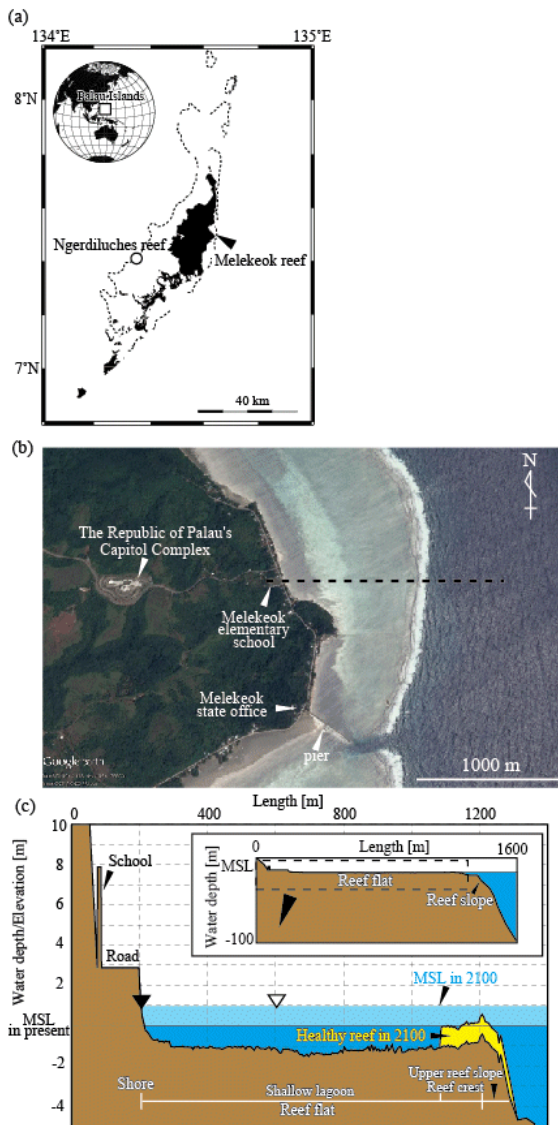 (a)
134°E
135°E
8°N
Palau Islands
Ngerdiluches reef
Melekeok reef
7°N
40 km
(b)
N
The Republic of Palau's
Capitol Complex
Melekeok
elementary
school
Melekeok
state office
pier
Google earth
1000 m
(c)
Length [m]
0
400
800
1200
Water depth/Elevation [m]
10
8
6
4
2
MSL
in present
-2
-4
School
Road
0
Length [m]
1600
MSL
Water depth [m]
Reef flat
Reef slope
-100
MSL in 2100
Healthy reef in 2100
Shore
Shallow lagoon
Reef flat
Upper reef slope
Reef crest